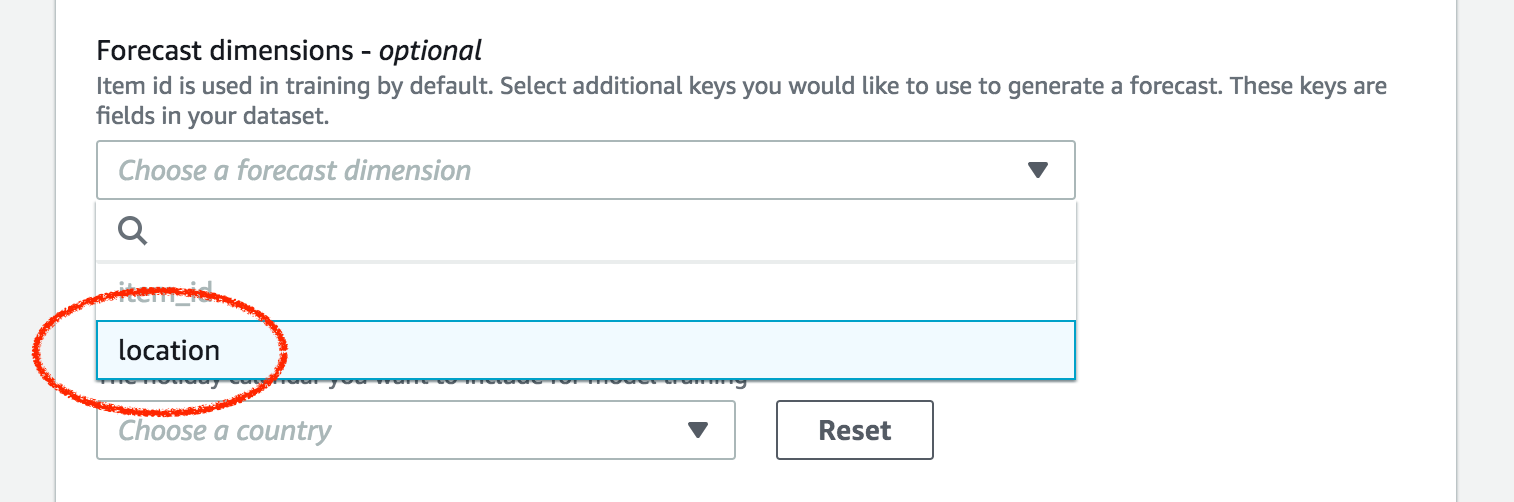 Forecast dimensions - optional
Item id is used in training by default. Select additional keys you would like to use to generate a forecast. These keys are
fields in your dataset.
Choose a forecast dimension
item_id
location
The holiday calendar you want to include for model training
Choose a country
Reset